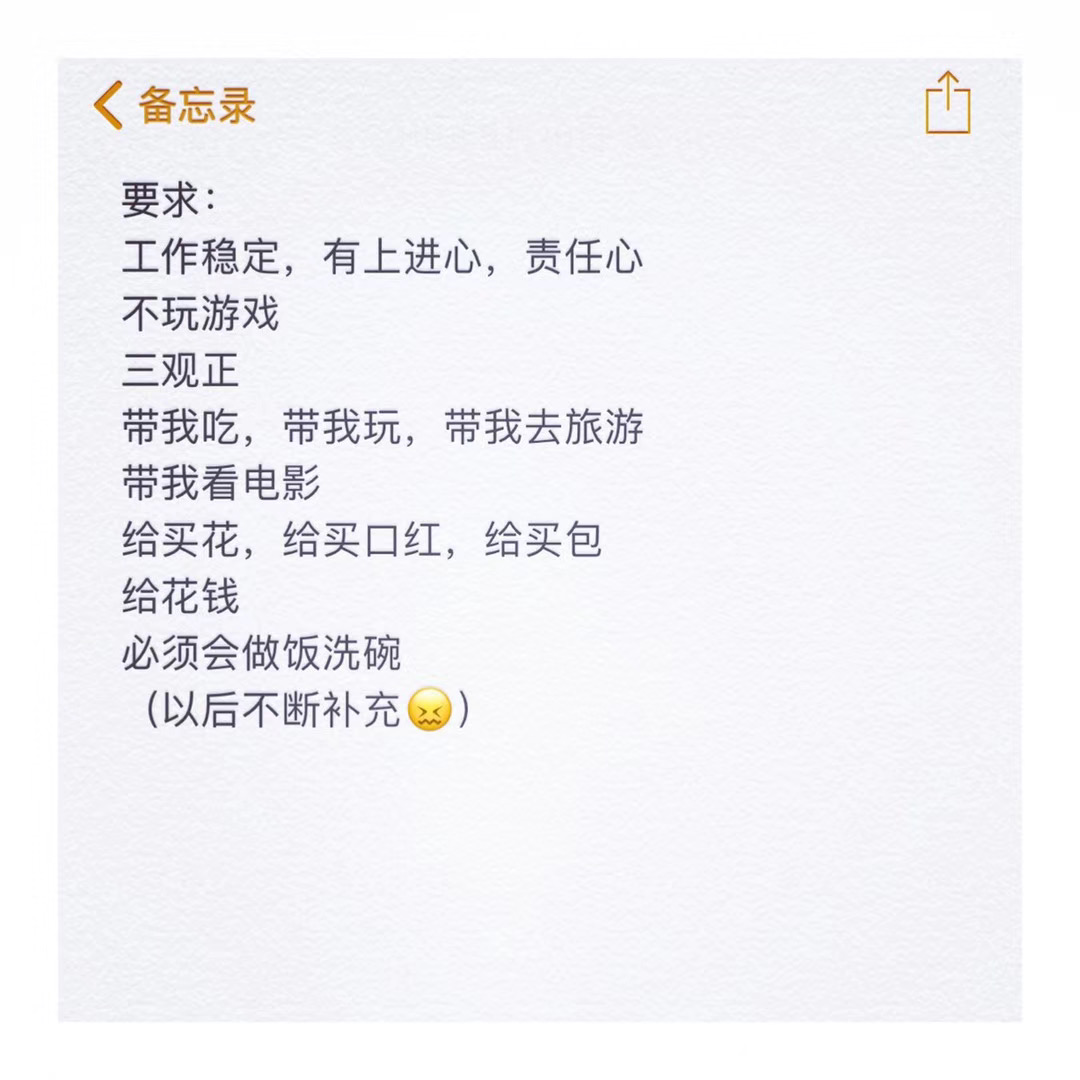 备忘录
要求：
工作稳定，有上进心，责任心
不玩游戏
三观正
带我吃，带我玩，带我去旅游
带我看电影
给买花，给买口红，给买包
给花钱
必须会做饭洗碗
（以后不断补充😖）